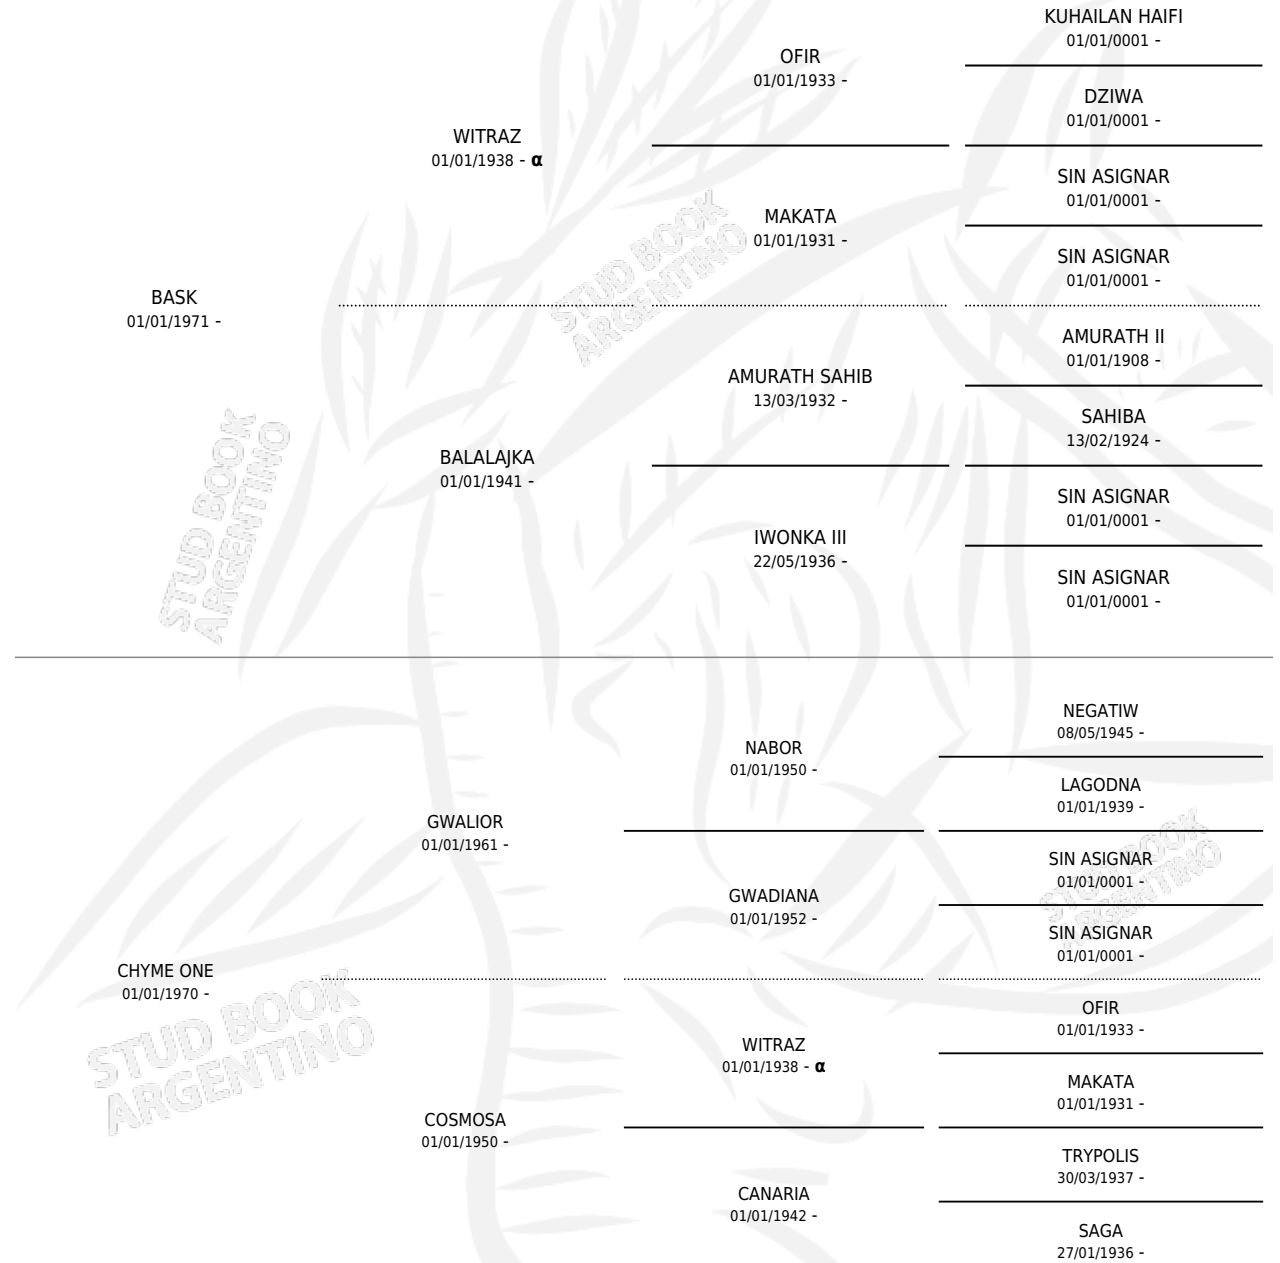 KUHAILAN HAIFI
01/01/0001 -
OFIR
01/01/1933 -
DZIWA
01/01/0001 -
WITRAZ
01/01/1938 - α
SIN ASIGNAR
01/01/0001 -
MAKATA
01/01/1931 -
SIN ASIGNAR
01/01/0001 -
BASK
01/01/1971 -
AMURATH II
01/01/1908 -
AMURATH SAHIB
13/03/1932 -
SAHIBA
13/02/1924 -
BALALAJKA
01/01/1941 -
SIN ASIGNAR
01/01/0001 -
IWONKA III
22/05/1936 -
SIN ASIGNAR
01/01/0001 -
NEGATIW
08/05/1945 -
NABOR
01/01/1950 -
LAGODNA
01/01/1939 -
GWALIOR
01/01/1961 -
SIN ASIGNAR
01/01/0001 -
GWADIANA
01/01/1952 -
SIN ASIGNAR
01/01/0001 -
CHYME ONE
01/01/1970 -
OFIR
01/01/1933 -
WITRAZ
01/01/1938 - α
MAKATA
01/01/1931 -
COSMOSA
01/01/1950 -
TRYPOLIS
30/03/1937 -
CANARIA
01/01/1942 -
SAGA
27/01/1936 -
STUD BOOK
ARGENTINO
STUD BOOK
ARGENTINO
STUD BOOK
ARGENTINO
STUD BOOK
ARGENTINO